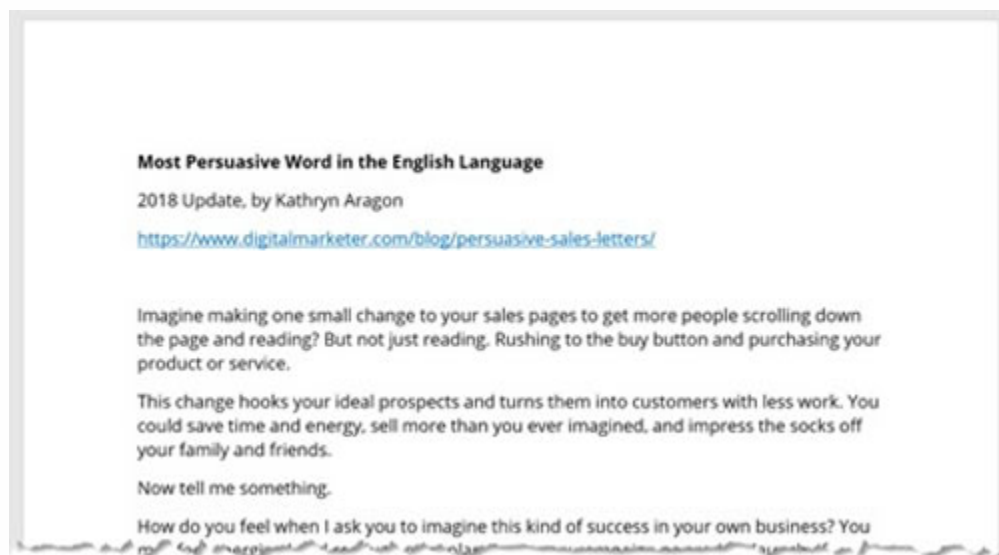 Most Persuasive Word in the English Language
2018 Update, by Kathryn Aragon
https://www.digitalmarketer.com/blog/persuasive-sales-letters/
Imagine making one small change to your sales pages to get more people scrolling down
the page and reading? But not just reading. Rushing to the buy button and purchasing your
product or service.
This change hooks your ideal prospects and turns them into customers with less work. You
could save time and energy, sell more than you ever imagined, and impress the socks off
your family and friends.
Now tell me something.
How do you feel when I ask you to imagine this kind of success in your own business? You